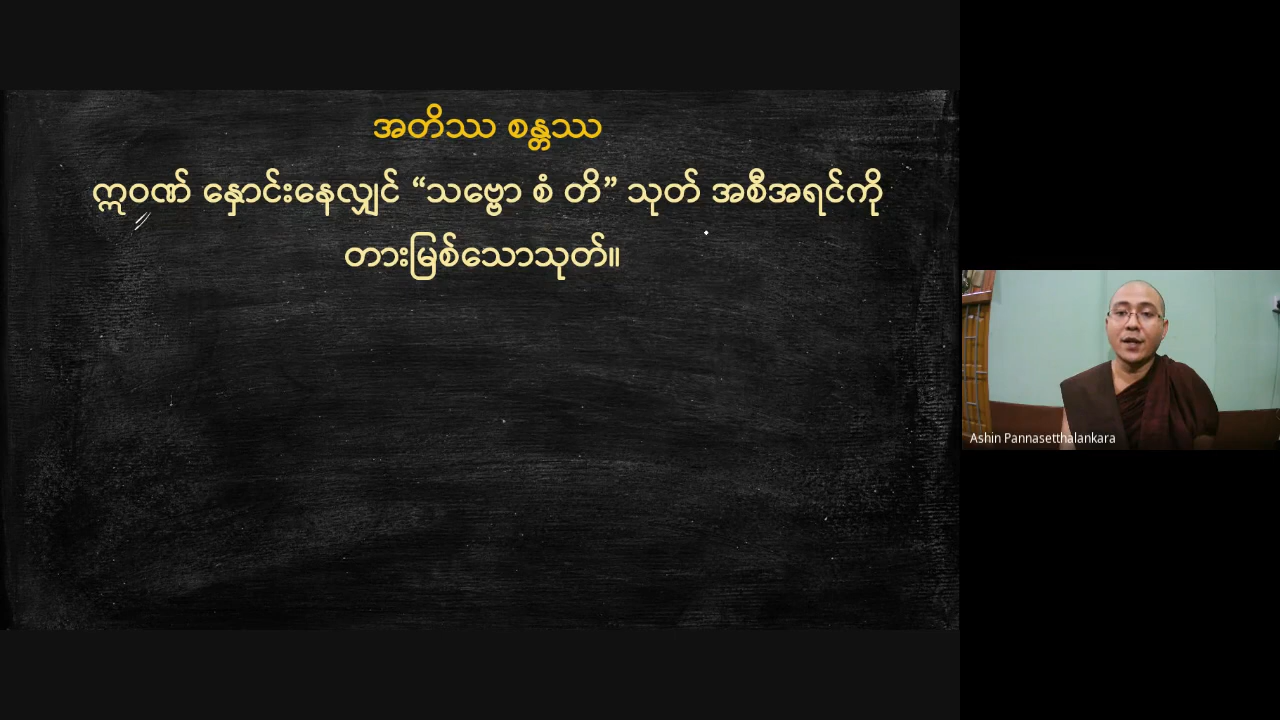 အတိဿ စန္တဿ
ဣဝဏ် နှောင်းနေလျှင် “သဗ္ဗော စံ တိ” သုတ် အစီအရင်ကို
တားမြစ်သောသုတ်။
Ashin Pannasetthalankara